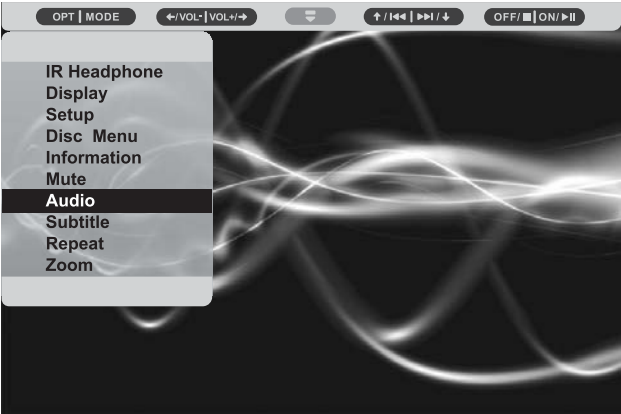 OPT | MODE ←/VOL- | VOL+/→ ↑/⏮ | ⏭/↓ OFF/■ | ON/▶II
IR Headphone
Display
Setup
Disc Menu
Information
Mute
Audio
Subtitle
Repeat
Zoom